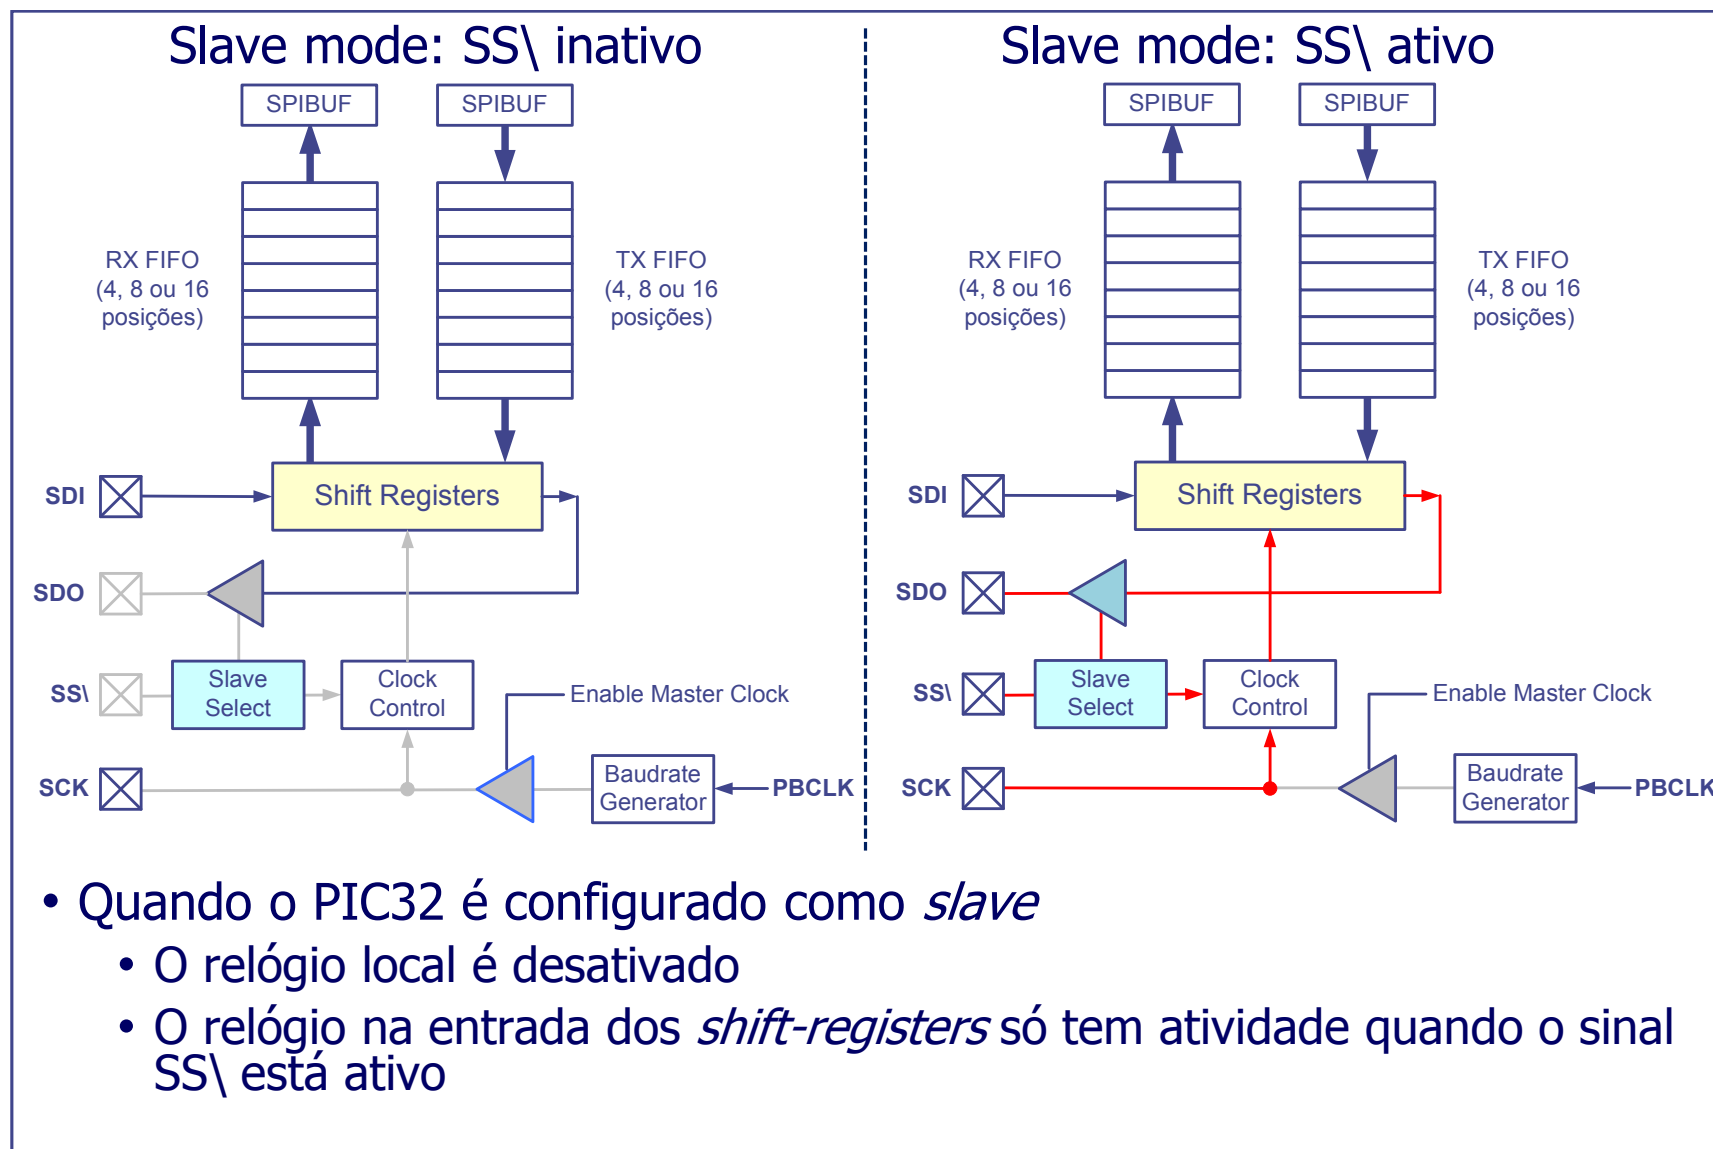 Slave mode: SS\ inativo
SPIBUF
SPIBUF
RX FIFO
(4, 8 ou 16
posições)
TX FIFO
(4, 8 ou 16
posições)
SDI
Shift Registers
SDO
SS\
Slave
Select
Clock
Control
Enable Master Clock
SCK
Baudrate
Generator
PBCLK
Slave mode: SS\ ativo
SPIBUF
SPIBUF
RX FIFO
(4, 8 ou 16
posições)
TX FIFO
(4, 8 ou 16
posições)
SDI
Shift Registers
SDO
SS\
Slave
Select
Clock
Control
Enable Master Clock
SCK
Baudrate
Generator
PBCLK
• Quando o PIC32 é configurado como slave
• O relógio local é desativado
• O relógio na entrada dos shift-registers só tem atividade quando o sinal
SS\ está ativo